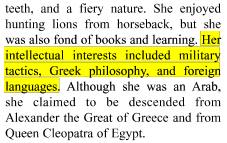 teeth, and a fiery nature. She enjoyed
hunting lions from horseback, but she
was also fond of books and learning. Her
intellectual interests included military
tactics, Greek philosophy, and foreign
languages. Although she was an Arab,
she claimed to be descended from
Alexander the Great of Greece and from
Queen Cleopatra of Egypt.